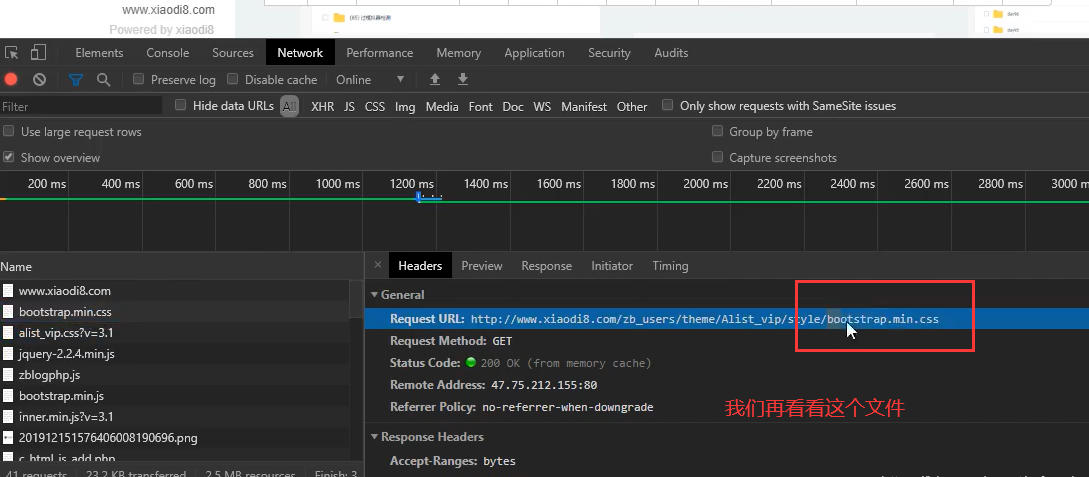 www.xiaodi8.com
Powered by xiaodi8
Elements Console Sources Network Performance Memory Application Security Audits
Preserve log Disable cache Online
Filter Hide data URLs All XHR JS CSS Img Media Font Doc WS Manifest Other Only show requests with SameSite issues
Use large request rows Group by frame
Show overview Capture screenshots
200 ms 400 ms 600 ms 800 ms 1000 ms 1200 ms 1400 ms 1600 ms 1800 ms 2000 ms 2200 ms 2400 ms 2600 ms 2800 ms 3000 ms
Name × Headers Preview Response Initiator Timing
www.xiaodi8.com
bootstrap.min.css
alist_vip.css?v=3.1
jquery-2.2.4.min.js
zblogphp.js
bootstrap.min.js
inner.min.js?v=3.1
201912151576406008190696.png
c_html_js_add.php
41 requests 23.2 KB transferred 2.5 MB resources Finish: 3
General
Request URL: http://www.xiaodi8.com/zb_users/theme/Alist_vip/style/bootstrap.min.css
Request Method: GET
Status Code: 200 OK (from memory cache)
Remote Address: 47.75.212.155:80
Referrer Policy: no-referrer-when-downgrade
我们再看看这个文件
Response Headers
Accept-Ranges: bytes